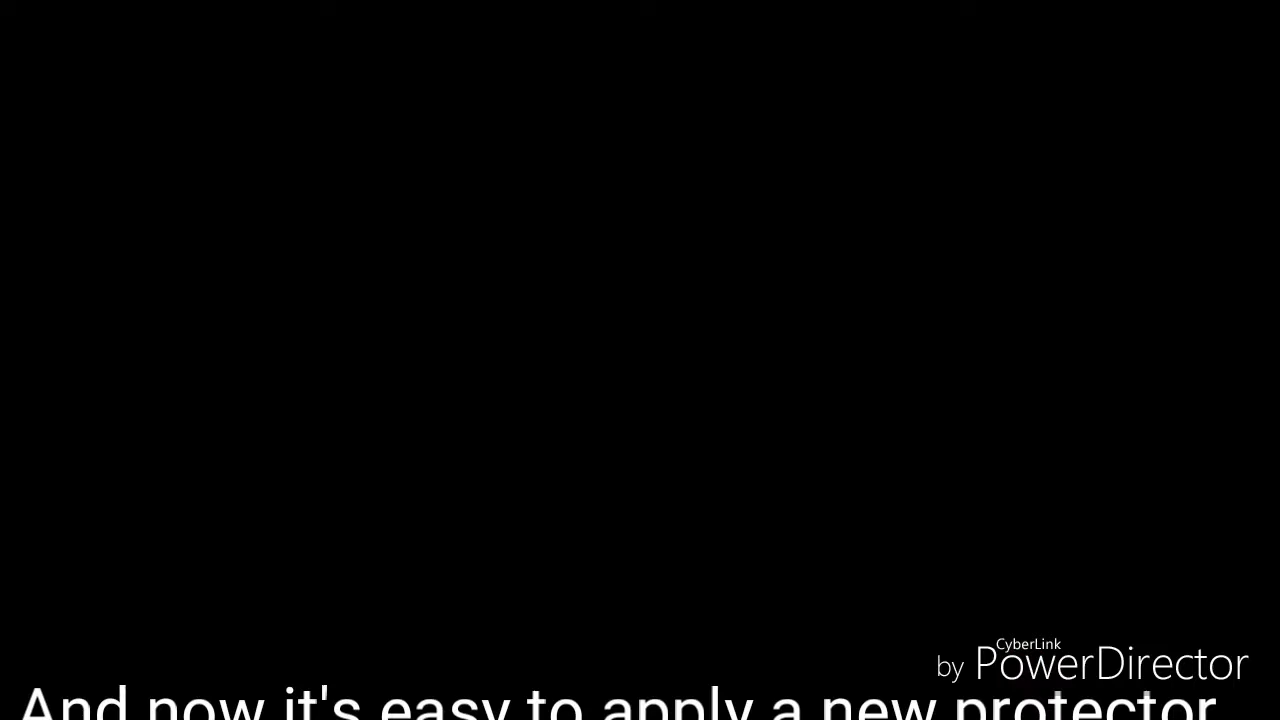 CyberLink
by PowerDirector
And now it's easy to apply a new protector